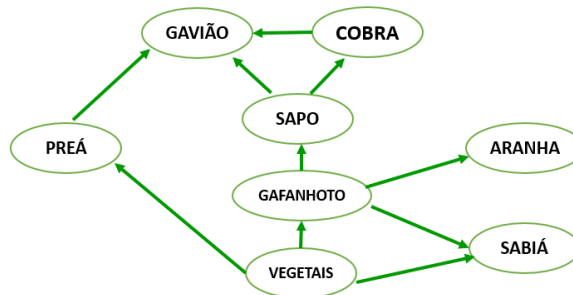 GAVIÃO
COBRA
SAPO
PREÁ
ARANHA
GAFANHOTO
SABIÁ
VEGETAIS